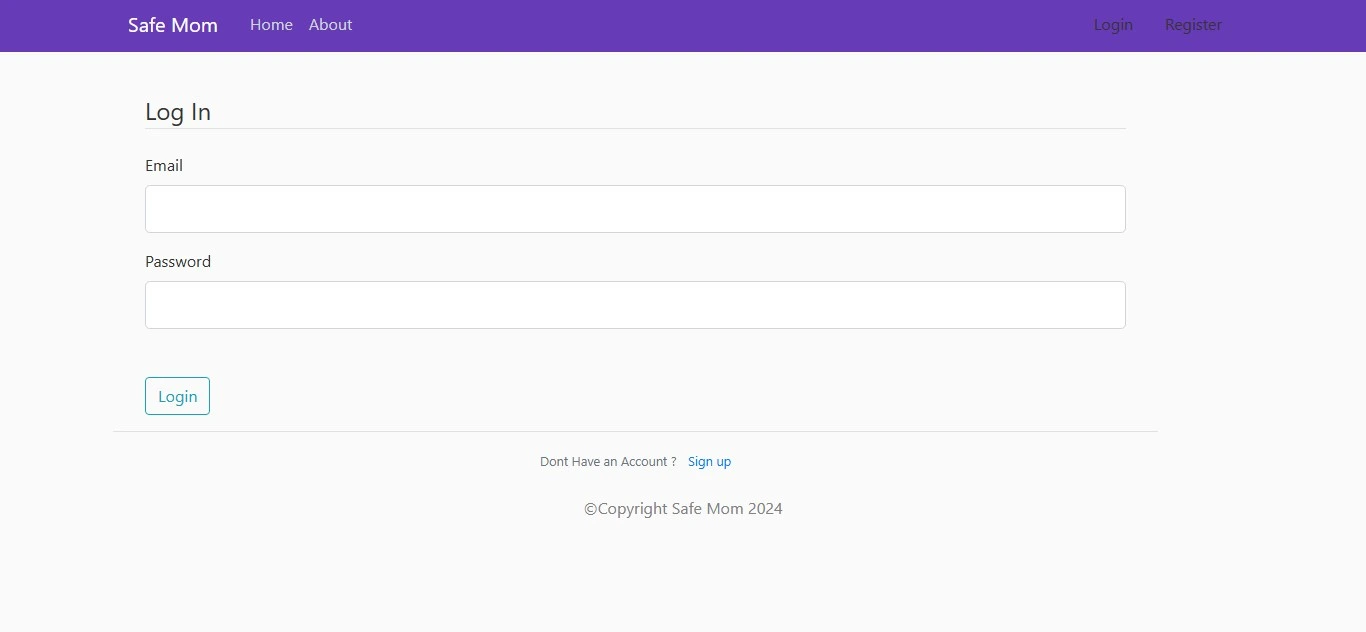 Safe Mom Home About Login Register
Log In
Email
Password
Login
Dont Have an Account ? Sign up
©Copyright Safe Mom 2024